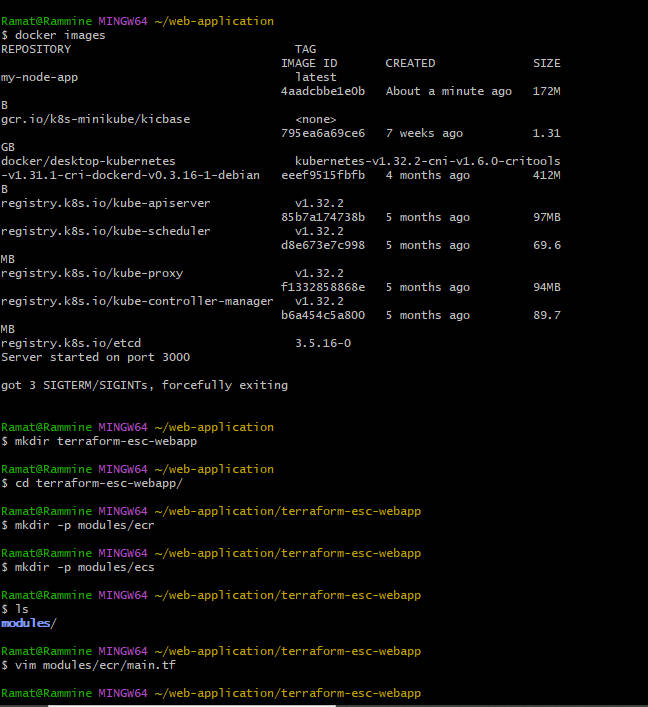 Ramat@Rammine MINGW64 ~/web-application
$ docker images
REPOSITORY TAG
IMAGE ID CREATED SIZE
my-node-app latest
4aadcbbe1e0b About a minute ago 172M
B
gcr.io/k8s-minikube/kicbase <none>
795ea6a69ce6 7 weeks ago 1.31
GB
docker/desktop-kubernetes kubernetes-v1.32.2-cni-v1.6.0-critools
-v1.31.1-cri-dockerd-v0.3.16-1-debian eeef9515fbfb 4 months ago 412M
B
registry.k8s.io/kube-apiserver v1.32.2
85b7a174738b 5 months ago 97MB
registry.k8s.io/kube-scheduler v1.32.2
d8e673e7c998 5 months ago 69.6
MB
registry.k8s.io/kube-proxy v1.32.2
f1332858868e 5 months ago 94MB
registry.k8s.io/kube-controller-manager v1.32.2
b6a454c5a800 5 months ago 89.7
MB
registry.k8s.io/etcd 3.5.16-0
Server started on port 3000
got 3 SIGTERM/SIGINTs, forcefully exiting
Ramat@Rammine MINGW64 ~/web-application
$ mkdir terraform-esc-webapp
Ramat@Rammine MINGW64 ~/web-application
$ cd terraform-esc-webapp/
Ramat@Rammine MINGW64 ~/web-application/terraform-esc-webapp
$ mkdir -p modules/ecr
Ramat@Rammine MINGW64 ~/web-application/terraform-esc-webapp
$ mkdir -p modules/ecs
Ramat@Rammine MINGW64 ~/web-application/terraform-esc-webapp
$ ls
modules/
Ramat@Rammine MINGW64 ~/web-application/terraform-esc-webapp
$ vim modules/ecr/main.tf
Ramat@Rammine MINGW64 ~/web-application/terraform-esc-webapp